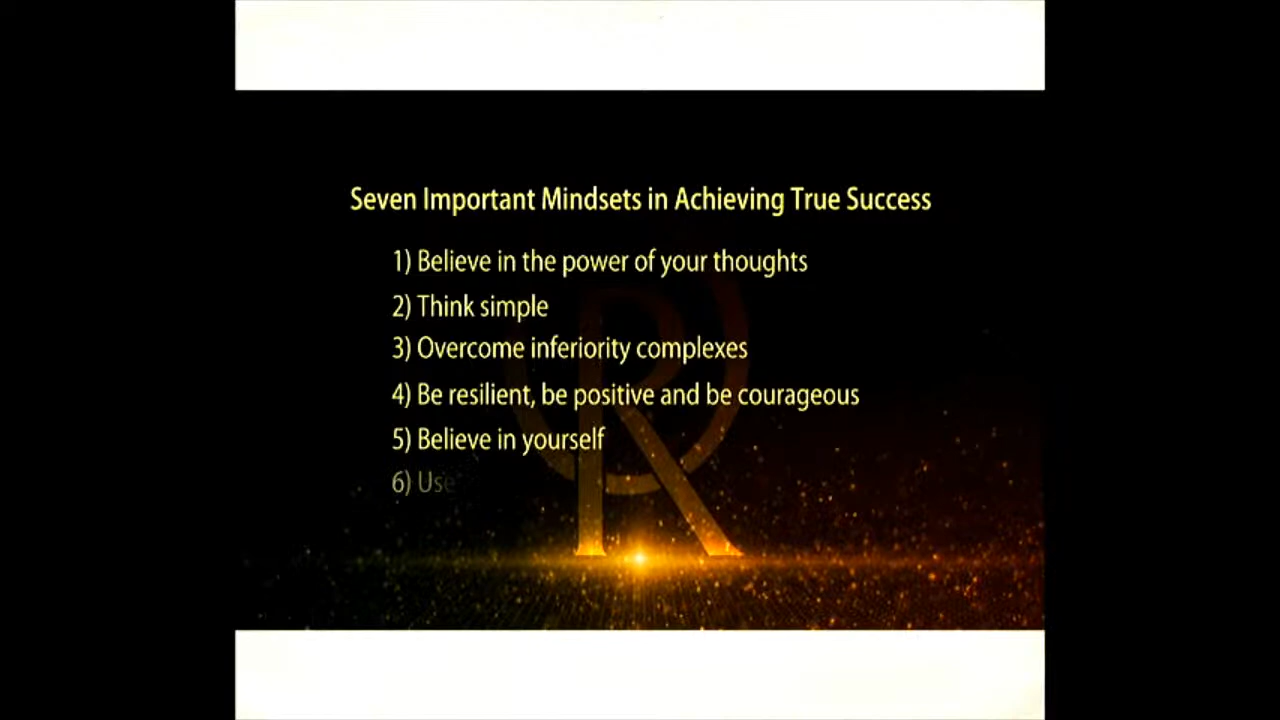 Seven Important Mindsets in Achieving True Success
1) Believe in the power of your thoughts
2) Think simple
3) Overcome inferiority complexes
4) Be resilient, be positive and be courageous
5) Believe in yourself
6) Use